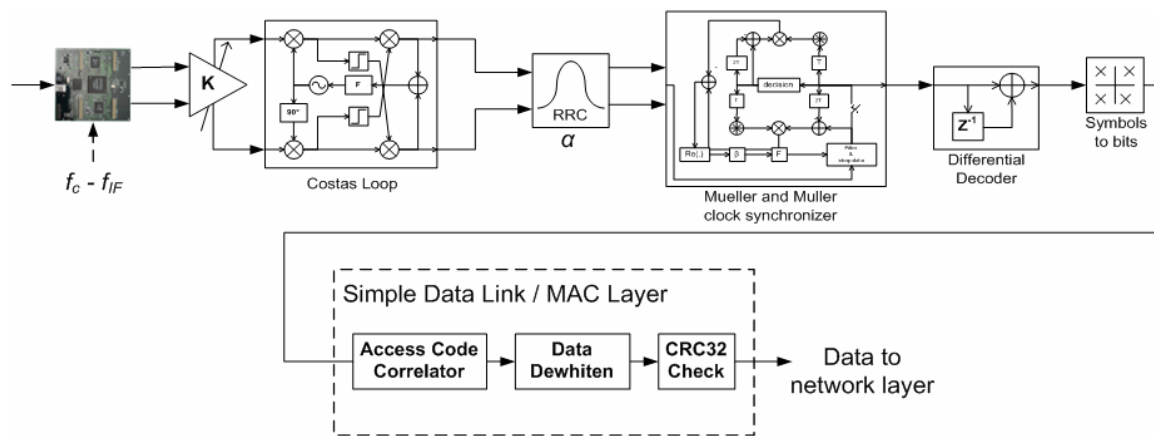 K
F
90°
Costas Loop
f_c - f_IF
RRC
α
2T
T
decision
T
2T
Re(.)
β
F
Mueller and Muller
clock synchronizer
Z⁻¹
Differential
Decoder
Symbols
to bits
Simple Data Link / MAC Layer
Access Code
Correlator
Data
Dewhiten
CRC32
Check
Data to
network layer